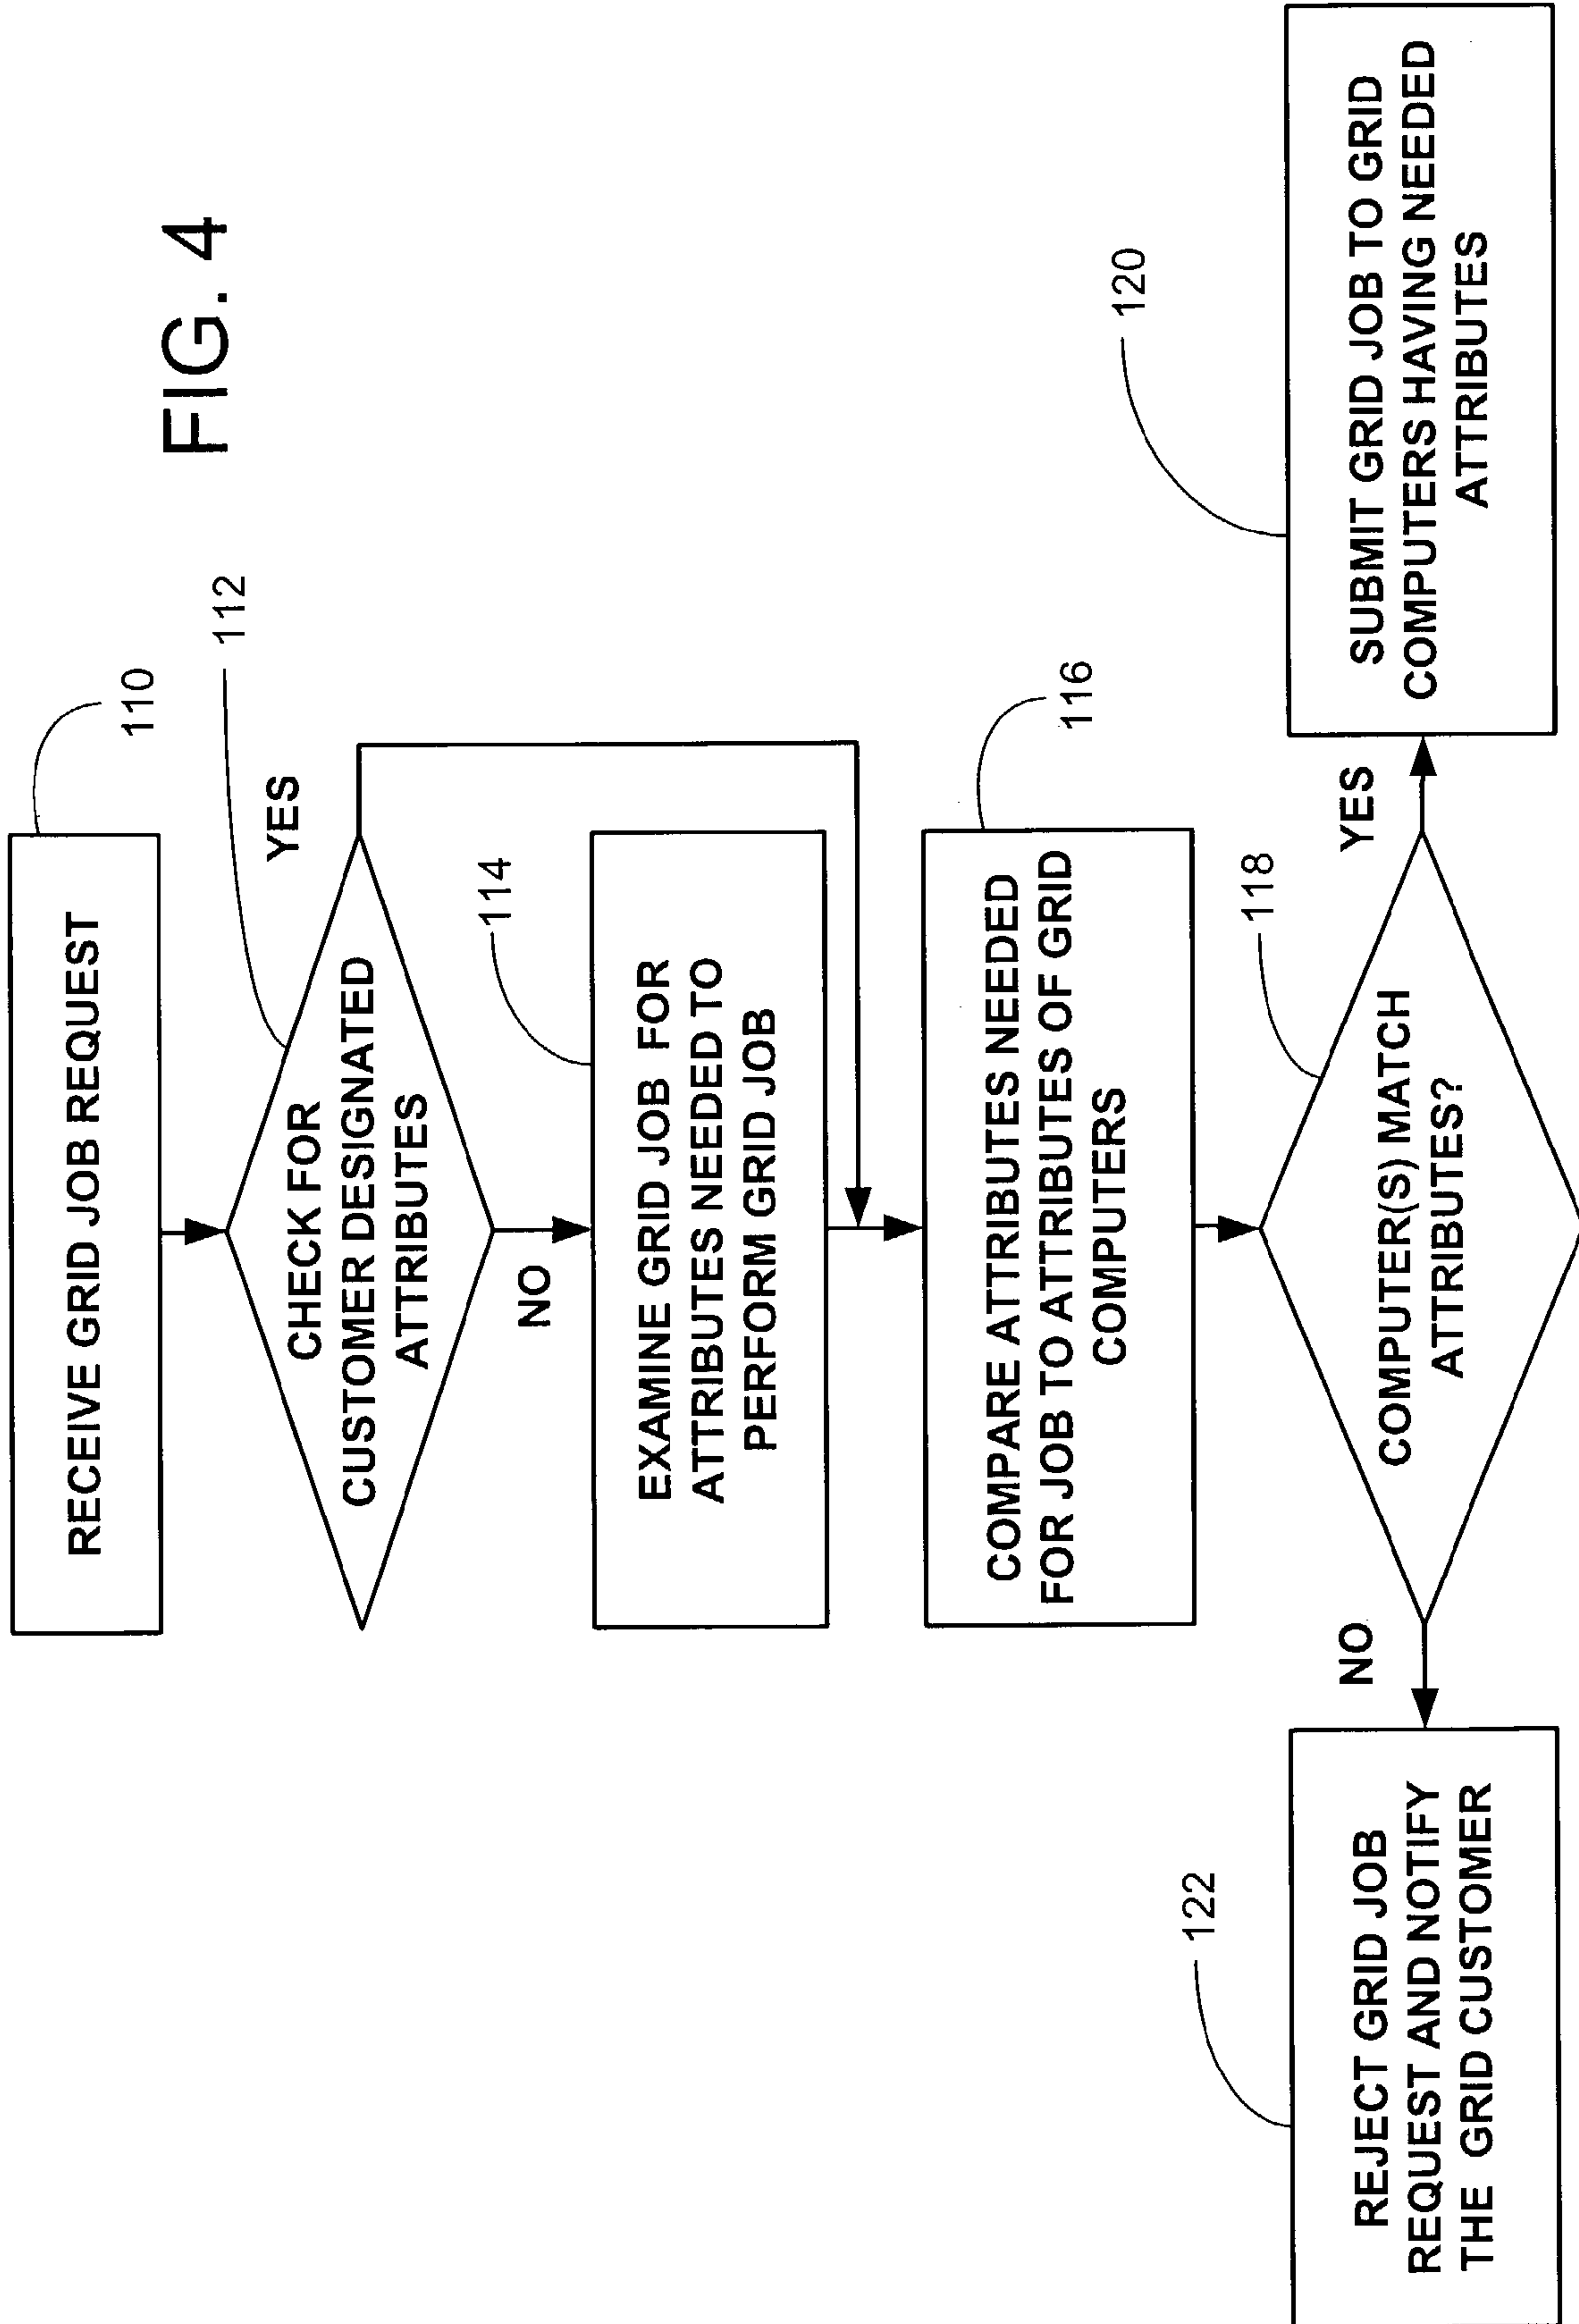 FIG. 4
RECEIVE GRID JOB REQUEST
110
112
CHECK FOR
CUSTOMER DESIGNATED
ATTRIBUTES
YES
NO
114
EXAMINE GRID JOB FOR
ATTRIBUTES NEEDED TO
PERFORM GRID JOB
116
COMPARE ATTRIBUTES NEEDED
FOR JOB TO ATTRIBUTES OF GRID
COMPUTERS
118
COMPUTER(S) MATCH
ATTRIBUTES?
NO
YES
122
REJECT GRID JOB
REQUEST AND NOTIFY
THE GRID CUSTOMER
120
SUBMIT GRID JOB TO GRID
COMPUTERS HAVING NEEDED
ATTRIBUTES